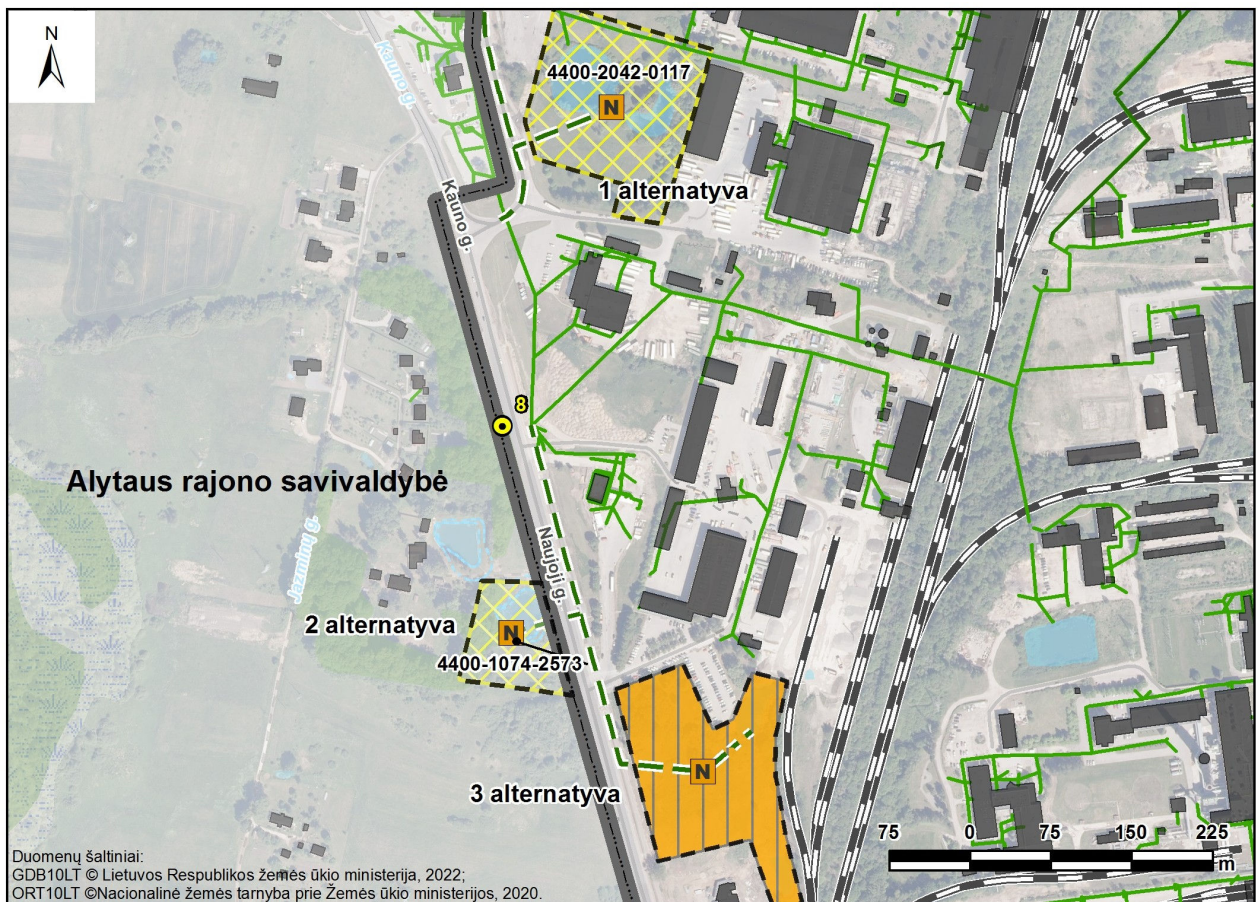 N
Kauno g.
4400-2042-0117
N
1 alternatyva
Kauno g.
8
Alytaus rajono savivaldybė
Jazminų g.
Naujoji g.
2 alternatyva
N
4400-1074-2573
N
3 alternatyva
75 0 75 150 225
m
Duomenų šaltiniai:
GDB10LT © Lietuvos Respublikos žemės ūkio ministerija, 2022;
ORT10LT ©Nacionalinė žemės tarnyba prie Žemės ūkio ministerijos, 2020.